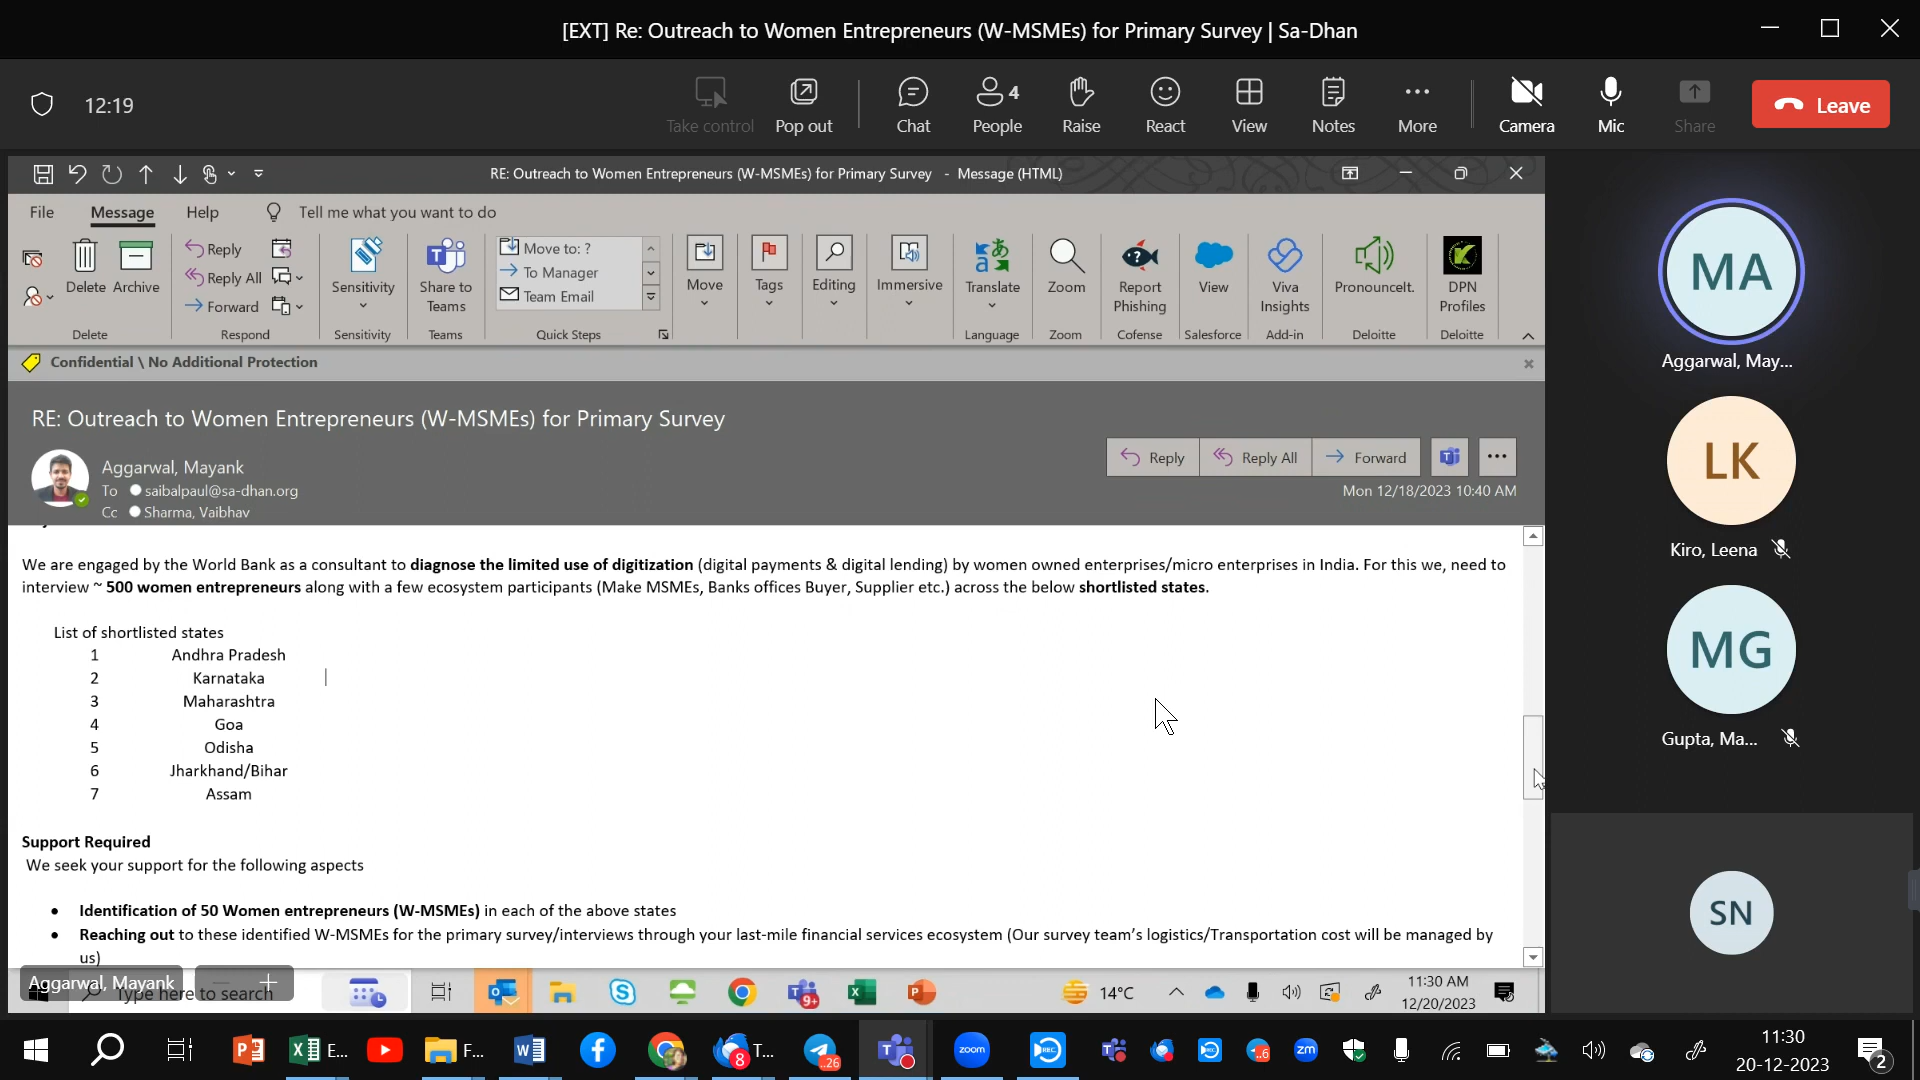 [EXT] Re: Outreach to Women Entrepreneurs (W-MSMEs) for Primary Survey | Sa-Dhan
12:19
Take control
Pop out
Chat
4
People
Raise
React
View
Notes
More
Camera
Mic
Share
Leave
RE: Outreach to Women Entrepreneurs (W-MSMEs) for Primary Survey - Message (HTML)
File Message Help Tell me what you want to do
Delete Archive
Reply
Reply All
Forward
Sensitivity
Share to Teams
Move to: ?
To Manager
Team Email
Move
Tags
Editing
Immersive
Translate
Zoom
Report Phishing
View
Viva Insights
PronounceIt.
DPN Profiles
Delete Respond Sensitivity Teams Quick Steps Language Zoom Cofense Salesforce Add-in Deloitte Deloitte
Confidential \ No Additional Protection
RE: Outreach to Women Entrepreneurs (W-MSMEs) for Primary Survey
Aggarwal, Mayank
To saibalpaul@sa-dhan.org
Cc Sharma, Vaibhav
Reply Reply All Forward
Mon 12/18/2023 10:40 AM
We are engaged by the World Bank as a consultant to diagnose the limited use of digitization (digital payments & digital lending) by women owned enterprises/micro enterprises in India. For this we, need to
interview ~ 500 women entrepreneurs along with a few ecosystem participants (Make MSMEs, Banks offices Buyer, Supplier etc.) across the below shortlisted states.
List of shortlisted states
1 Andhra Pradesh
2 Karnataka
3 Maharashtra
4 Goa
5 Odisha
6 Jharkhand/Bihar
7 Assam
Support Required
We seek your support for the following aspects
• Identification of 50 Women entrepreneurs (W-MSMEs) in each of the above states
• Reaching out to these identified W-MSMEs for the primary survey/interviews through your last-mile financial services ecosystem (Our survey team's logistics/Transportation cost will be managed by
us)
Aggarwal, Mayank
Type here to search
9+
14°C
11:30 AM
12/20/2023
MA
Aggarwal, May...
LK
Kiro, Leena
MG
Gupta, Ma...
SN
E...
F...
8
T...
..26
zoom
REC
..6
zm
11:30
20-12-2023
2